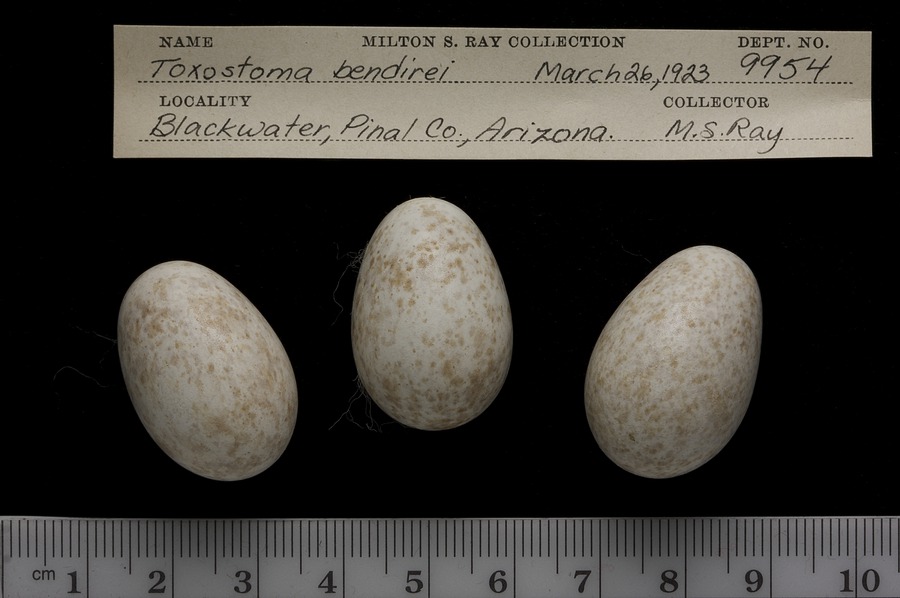 NAME MILTON S. RAY COLLECTION DEPT. NO.
Toxostoma bendirei March 26, 1923 9954
LOCALITY COLLECTOR
Blackwater, Pinal Co., Arizona. M.S. Ray
cm 1 2 3 4 5 6 7 8 9 10